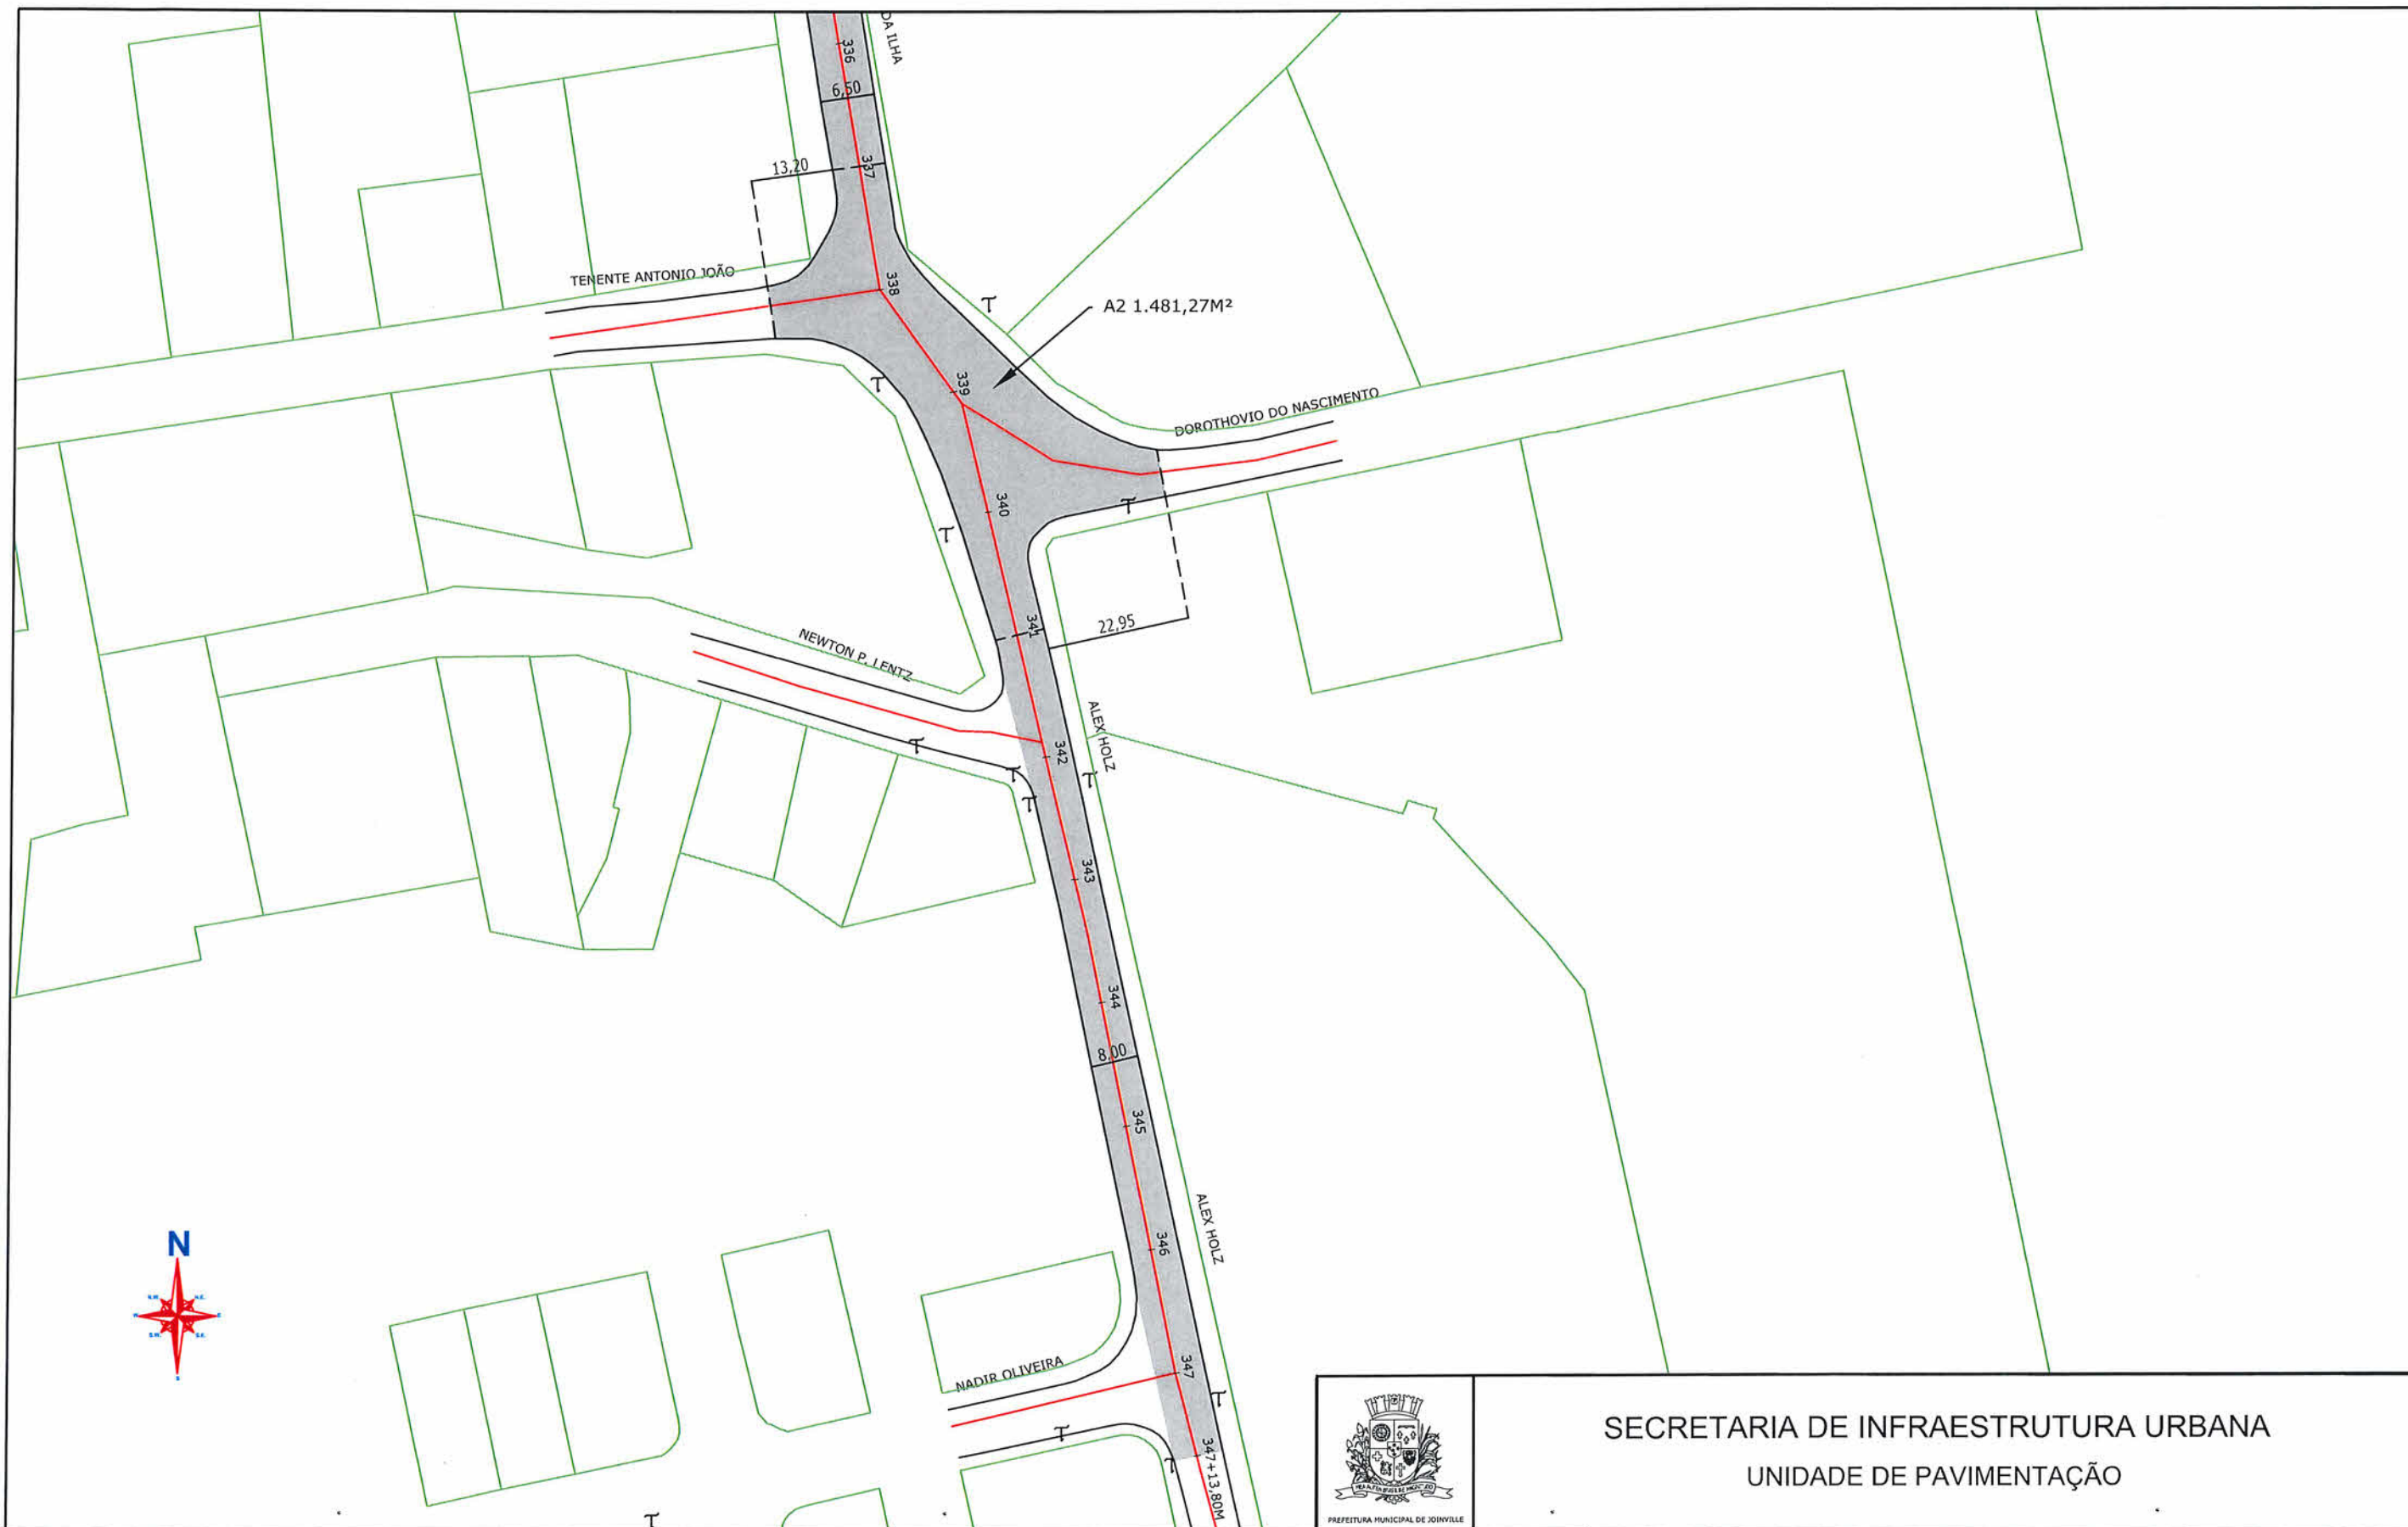 DA ILHA
336
6,50
337
13,20
TENENTE ANTONIO JOÃO
338
A2 1.481,27M²
339
DOROTHOVIO DO NASCIMENTO
340
341
22,95
NEWTON P. LENTZ
ALEX HOLZ
342
343
344
8,00
345
ALEX HOLZ
346
N
N.E.
S.W.
S.E.
S
347
NADIR OLIVEIRA
347+13,80M
SECRETARIA DE INFRAESTRUTURA URBANA
UNIDADE DE PAVIMENTAÇÃO
PREFEITURA MUNICIPAL DE JOINVILLE